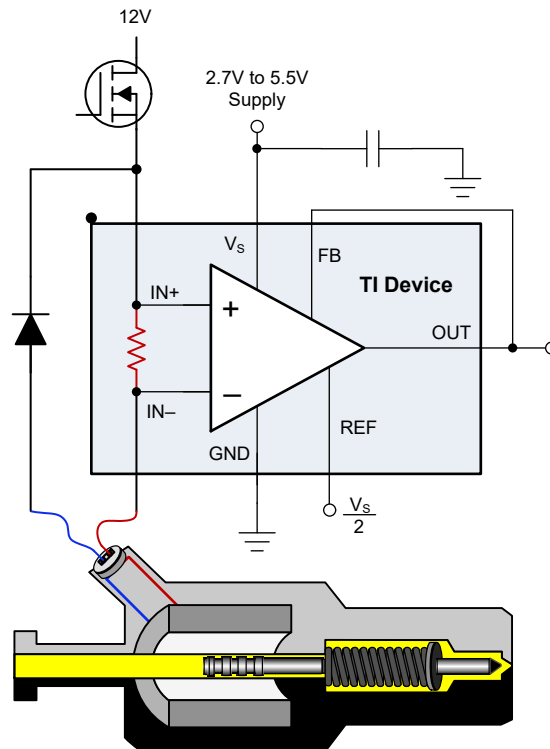 12V
2.7V to 5.5V
Supply
VS
FB
TI Device
IN+
+
OUT
IN–
–
REF
GND
VS
2